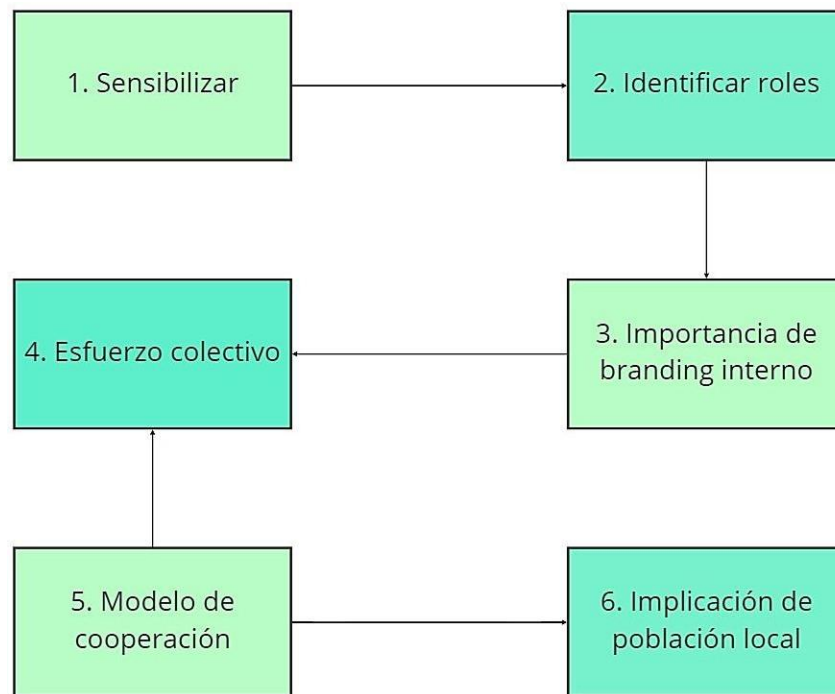 1. Sensibilizar
2. Identificar roles
3. Importancia de
branding interno
4. Esfuerzo colectivo
5. Modelo de
cooperación
6. Implicación de
población local